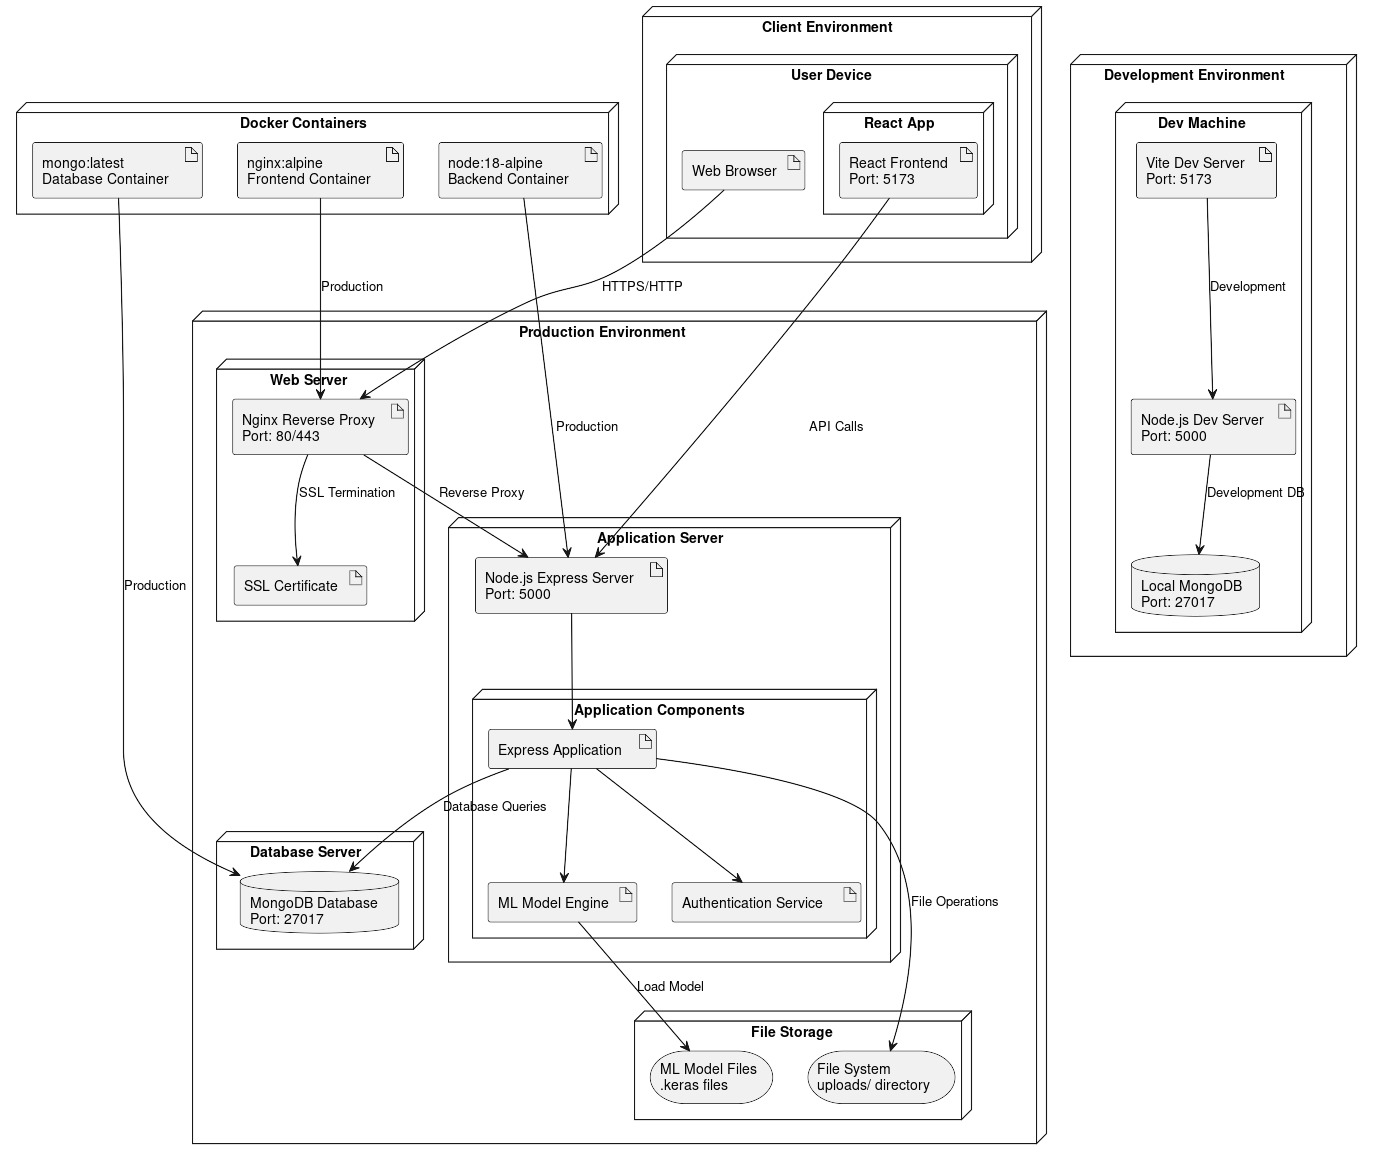 Client Environment
User Device
React App
Web Browser
React Frontend
Port: 5173
Docker Containers
mongo:latest
Database Container
nginx:alpine
Frontend Container
node:18-alpine
Backend Container
Development Environment
Dev Machine
Vite Dev Server
Port: 5173
Development
Node.js Dev Server
Port: 5000
Development DB
Local MongoDB
Port: 27017
Production
HTTPS/HTTP
Production Environment
Web Server
Nginx Reverse Proxy
Port: 80/443
Production
API Calls
SSL Termination
Reverse Proxy
SSL Certificate
Production
Application Server
Node.js Express Server
Port: 5000
Application Components
Express Application
Database Queries
Database Server
MongoDB Database
Port: 27017
ML Model Engine
Authentication Service
File Operations
Load Model
File Storage
ML Model Files
.keras files
File System
uploads/ directory